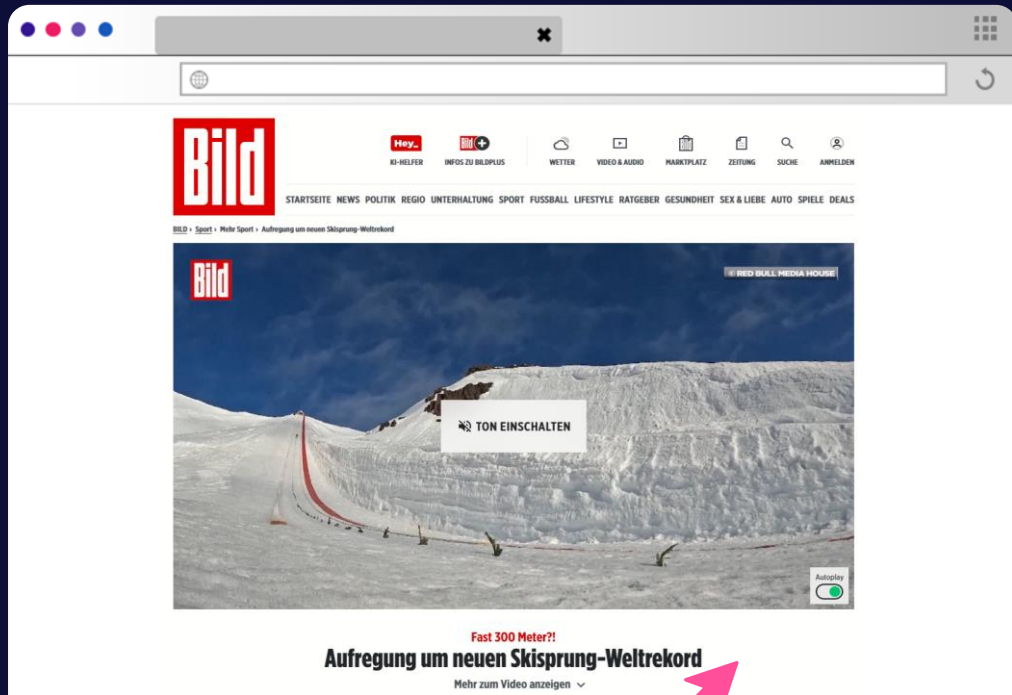 Bild
Hey_
KI-HELFER
Bild +
INFOS ZU BILDPLUS
WETTER
VIDEO & AUDIO
MARKTPLATZ
ZEITUNG
SUCHE
ANMELDEN
STARTSEITE NEWS POLITIK REGIO UNTERHALTUNG SPORT FUSSBALL LIFESTYLE RATGEBER GESUNDHEIT SEX & LIEBE AUTO SPIELE DEALS
BILD › Sport › Mehr Sport › Aufregung um neuen Skisprung-Weltrekord
Bild
© RED BULL MEDIA HOUSE
TON EINSCHALTEN
Autoplay
Fast 300 Meter?!
Aufregung um neuen Skisprung-Weltrekord
Mehr zum Video anzeigen